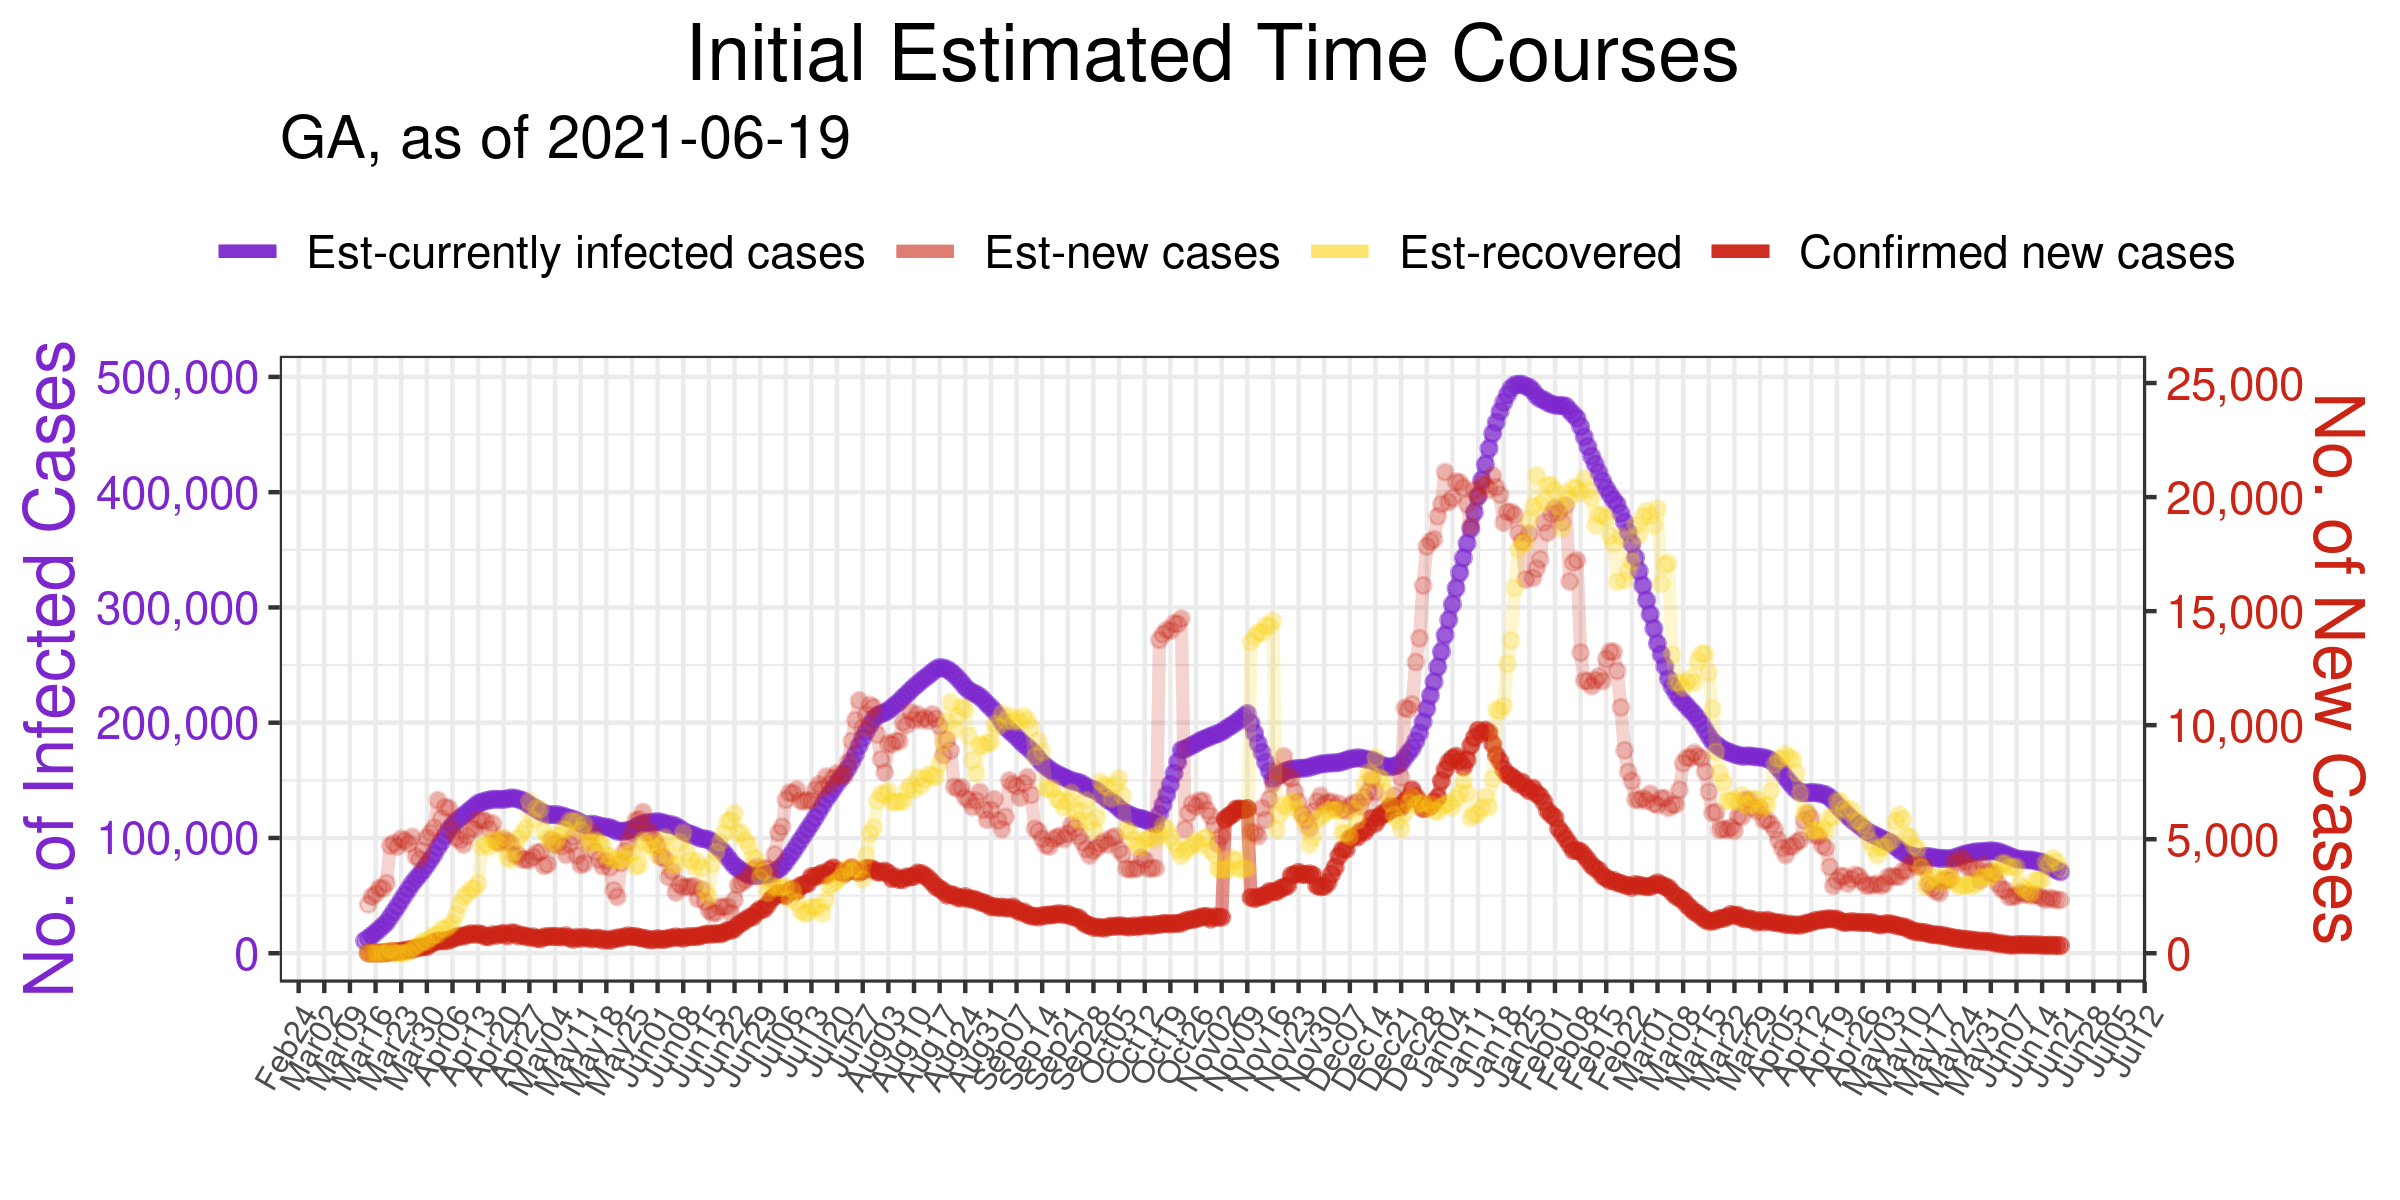 Initial Estimated Time Courses
GA, as of 2021-06-19
Est-currently infected cases Est-new cases Est-recovered Confirmed new cases
No. of Infected Cases
500,000
400,000
300,000
200,000
100,000
0
25,000
20,000
15,000
10,000
5,000
0
No. of New Cases
Feb24 Mar02 Mar09 Mar16 Mar23 Mar30 Apr06 Apr13 Apr20 Apr27 May04 May11 May18 May25 Jun01 Jun08 Jun15 Jun22 Jun29 Jul06 Jul13 Jul20 Jul27 Aug03 Aug10 Aug17 Aug24 Aug31 Sep07 Sep14 Sep21 Sep28 Oct05 Oct12 Oct19 Oct26 Nov02 Nov09 Nov16 Nov23 Nov30 Dec07 Dec14 Dec21 Dec28 Jan04 Jan11 Jan18 Jan25 Feb01 Feb08 Feb15 Feb22 Mar01 Mar08 Mar15 Mar22 Mar29 Apr05 Apr12 Apr19 Apr26 May03 May10 May17 May24 May31 Jun07 Jun14 Jun21 Jun28 Jul05 Jul12